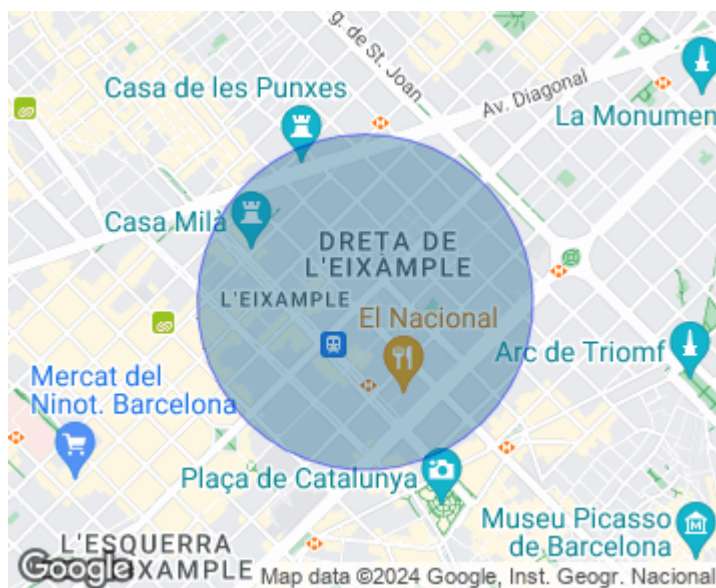 g. de St. Joan
Casa de les Punxes
Av. Diagonal
La Monumen
Casa Milà
DRETA DE
L'EIXAMPLE
L'EIXAMPLE
El Nacional
Arc de Triomf
Mercat del
Ninot. Barcelona
Plaça de Catalunya
Museu Picasso
de Barcelona
L'ESQUERRA
EIXAMPLE
Google
Map data ©2024 Google, Inst. Geogr. Nacional